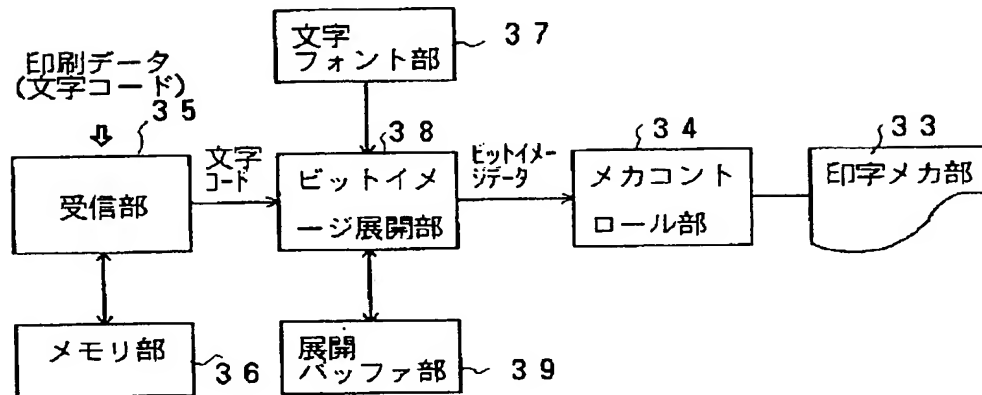 文字
フォント部
37
印刷データ
(文字コード)
35
受信部
文字
コード
38
ビットイメ
ージ展開部
ビットイメー
ジデータ
34
メカコント
ロール部
33
印字メカ部
メモリ部
36
展開
バッファ部
39